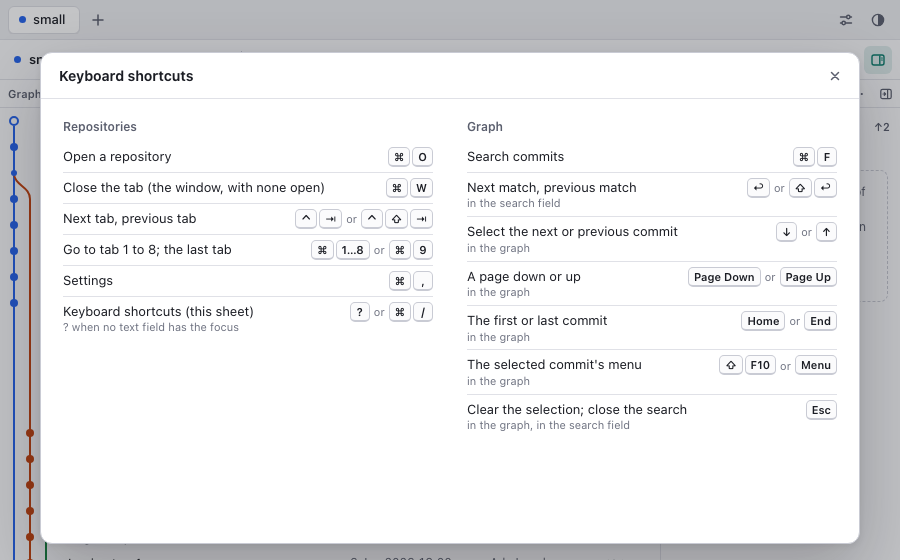 small
Graph
↑2
Keyboard shortcuts
Repositories
Open a repository ⌘ O
Close the tab (the window, with none open) ⌘ W
Next tab, previous tab ⌃ ⇥ or ⌃ ⇧ ⇥
Go to tab 1 to 8; the last tab ⌘ 1…8 or ⌘ 9
Settings ⌘ ,
Keyboard shortcuts (this sheet) ? or ⌘ /
? when no text field has the focus
Graph
Search commits ⌘ F
Next match, previous match ↩ or ⇧ ↩
in the search field
Select the next or previous commit ↓ or ↑
in the graph
A page down or up Page Down or Page Up
in the graph
The first or last commit Home or End
in the graph
The selected commit's menu ⇧ F10 or Menu
in the graph
Clear the selection; close the search Esc
in the graph, in the search field